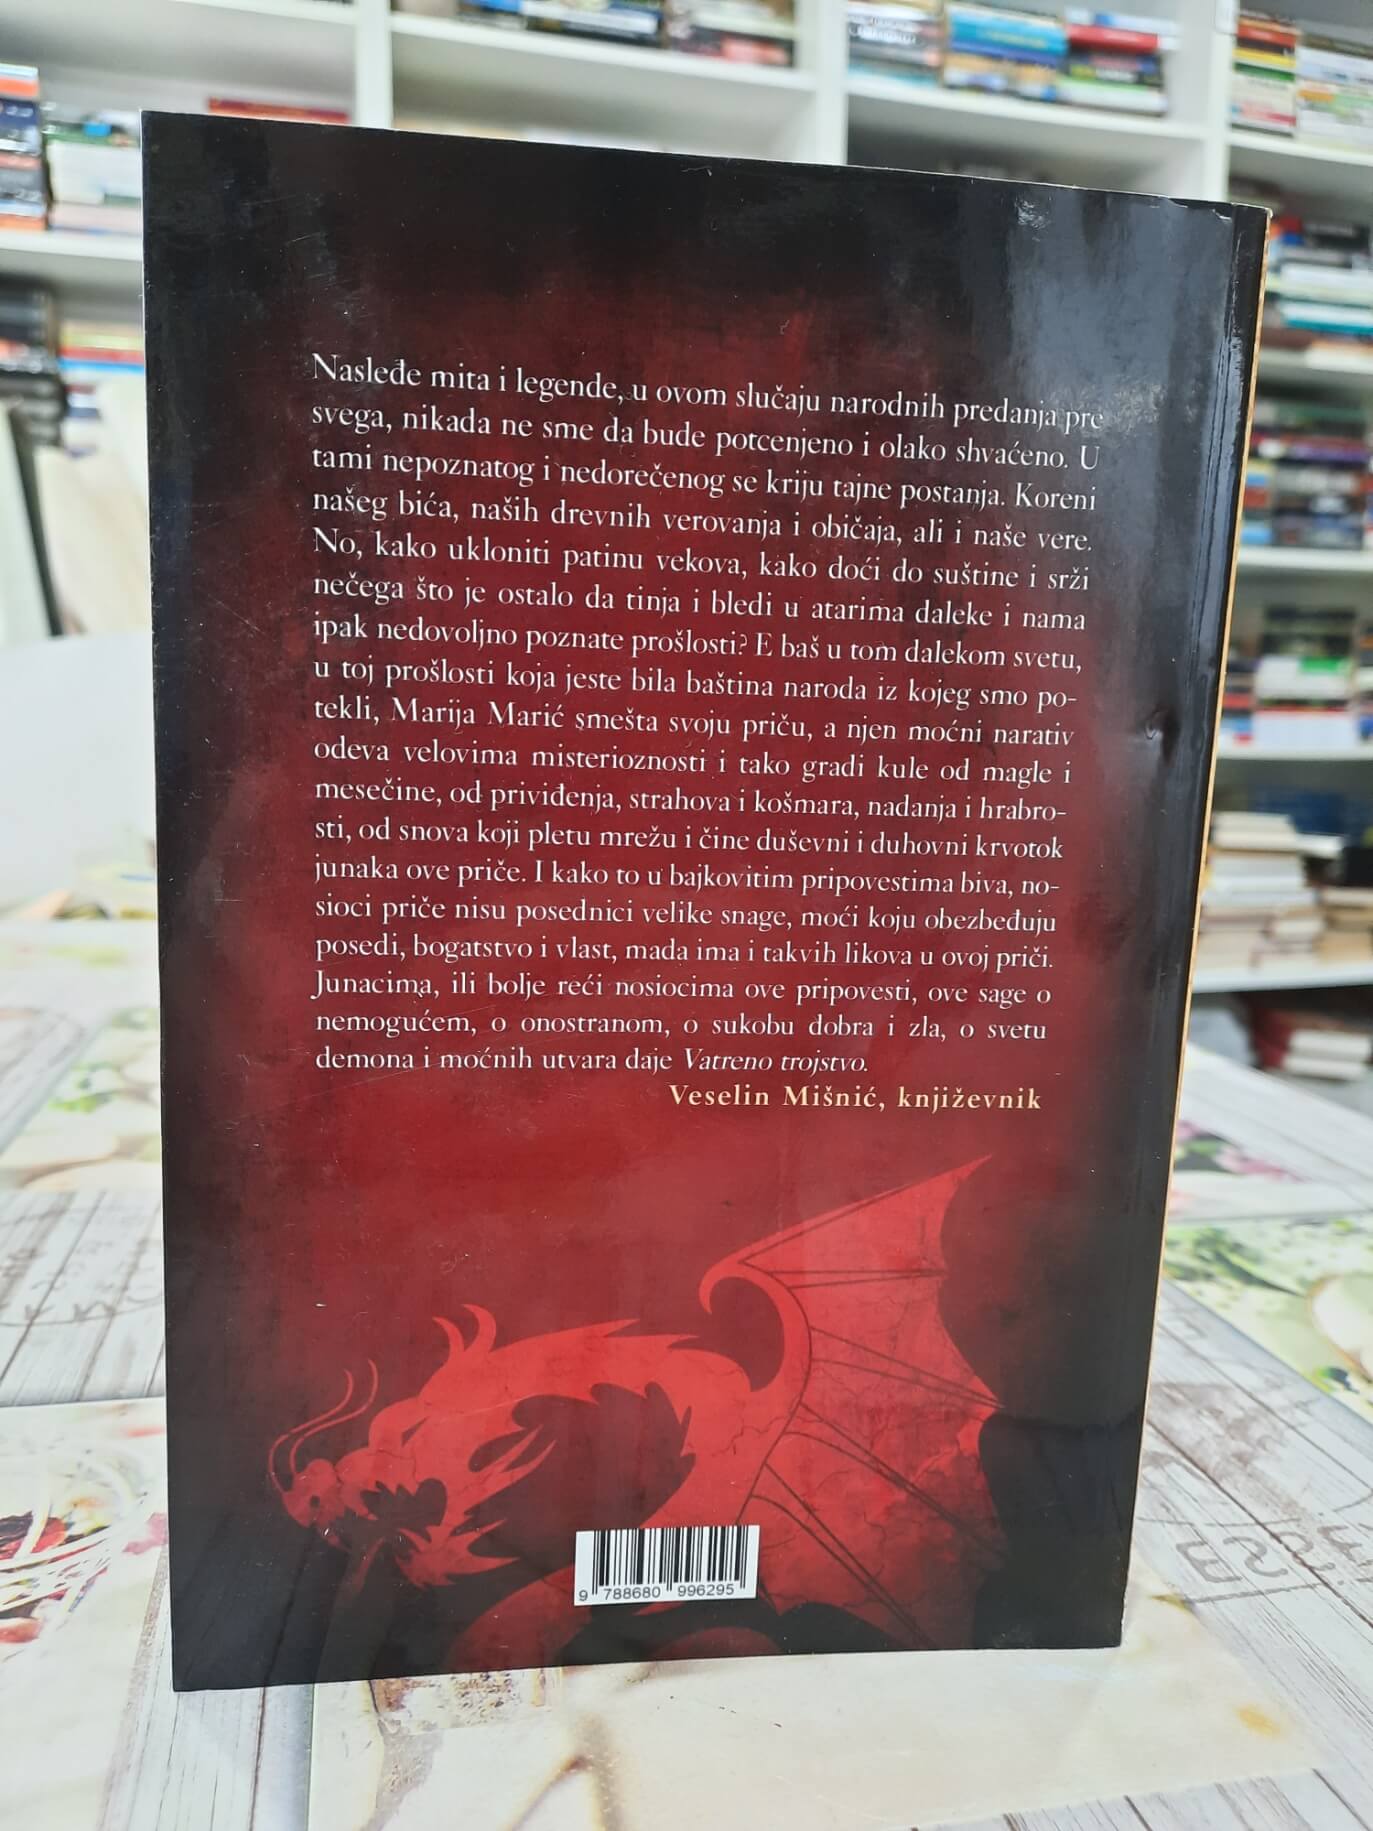 Nasleđe mita i legende, u ovom slučaju narodnih predanja pre
svega, nikada ne sme da bude potcenjeno i olako shvaćeno. U
tami nepoznatog i nedorečenog se kriju tajne postanja. Koreni
našeg bića, naših drevnih verovanja i običaja, ali i naše vere.
No, kako ukloniti patinu vekova, kako doći do suštine i srži
nečega što je ostalo da tinja i bledi u atarima daleke i nama
ipak nedovoljno poznate prošlosti? E baš u tom dalekom svetu,
u toj prošlosti koja jeste bila baština naroda iz kojeg smo po-
tekli, Marija Marić smešta svoju priču, a njen moćni narativ
odeva velovima misterioznosti i tako gradi kule od magle i
mesečine, od priviđenja, strahova i košmara, nadanja i hrabro-
sti, od snova koji pletu mrežu i čine duševni i duhovni krvotok
junaka ove priče. I kako to u bajkovitim pripovestima biva, no-
sioci priče nisu posednici velike snage, moći koju obezbeđuju
posedi, bogatstvo i vlast, mada ima i takvih likova u ovoj priči.
Junacima, ili bolje reći nosiocima ove pripovesti, ove sage o
nemogućem, o onostranom, o sukobu dobra i zla, o svetu
demona i moćnih utvara daje Vatreno trojstvo.
Veselin Mišnić, književnik
9 788680 996295